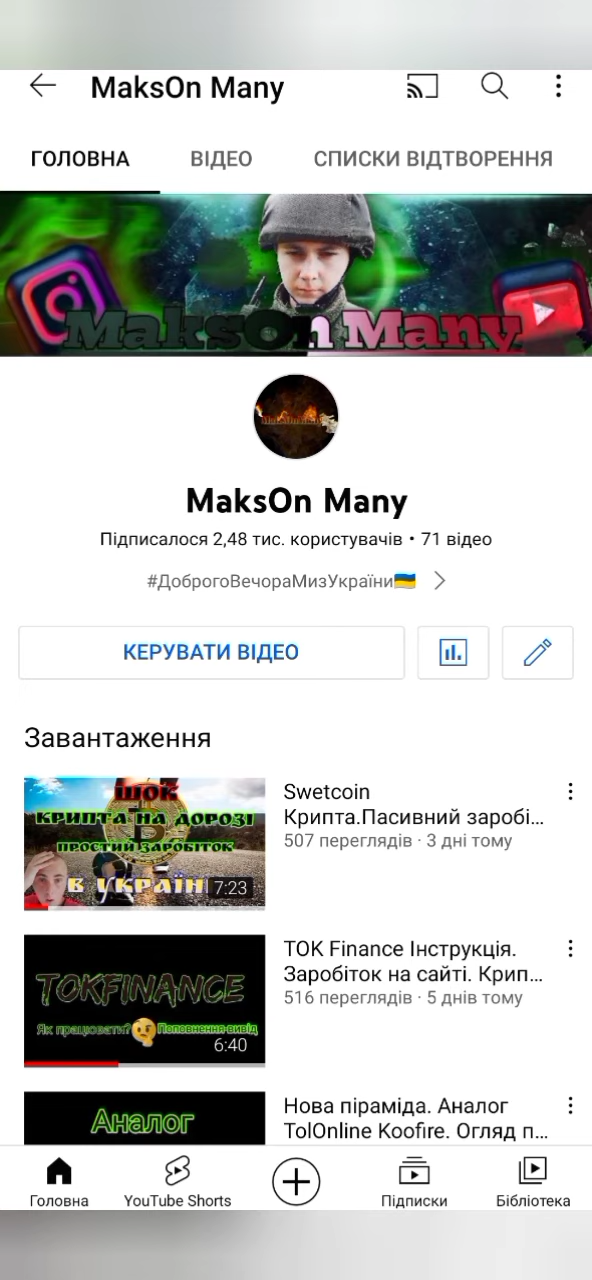 MaksOn Many
ГОЛОВНА
ВІДЕО
СПИСКИ ВІДТВОРЕННЯ
MaksOn Many
MaksOn Many
Підписалося 2,48 тис. користувачів • 71 відео
#ДоброгоВечораМизУкраїни🇺🇦
КЕРУВАТИ ВІДЕО
Завантаження
ШОК
КРИПТА НА ДОРОЗІ
ПРОСТИЙ ЗАРОБІТОК
В УКРАЇНІ
7:23
Swetcoin
Крипта.Пасивний заробі...
507 переглядів · 3 дні тому
TOKFINANCE
Як працювати?
Поповнення-вивід
6:40
TOK Finance Інструкція.
Заробіток на сайті. Крип...
516 переглядів · 5 днів тому
Аналог
Нова піраміда. Аналог
TolOnline Koofire. Огляд п...
Головна
YouTube Shorts
Підписки
Бібліотека